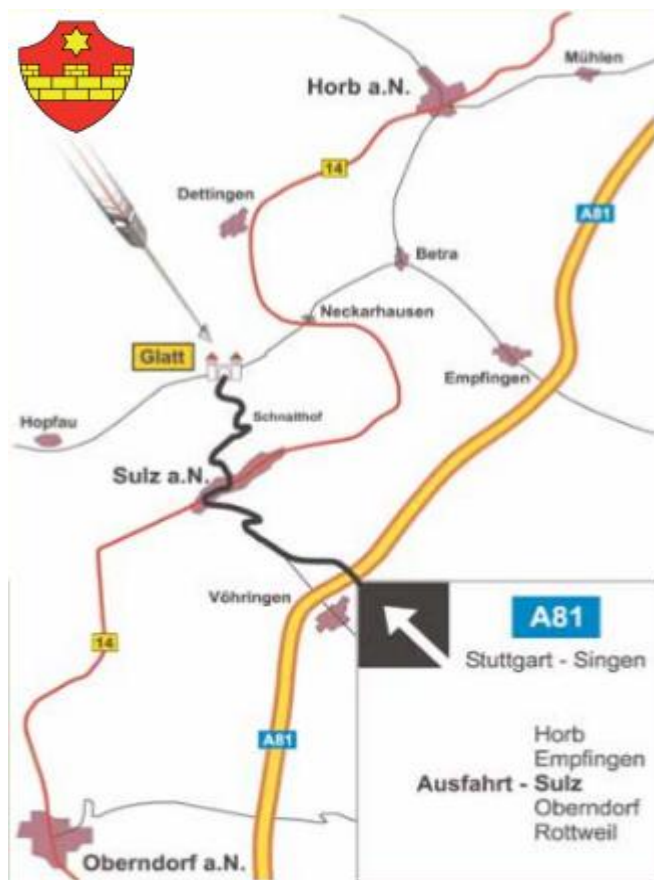 Mühlen
Horb a.N.
14
Dettingen
A81
Betra
Neckarhausen
Glatt
Empfingen
Schnaithof
Hopfau
Sulz a.N.
Vöhringen
A81
Stuttgart - Singen
14
Horb
Empfingen
Ausfahrt - Sulz
Oberndorf
Rottweil
A81
Oberndorf a.N.